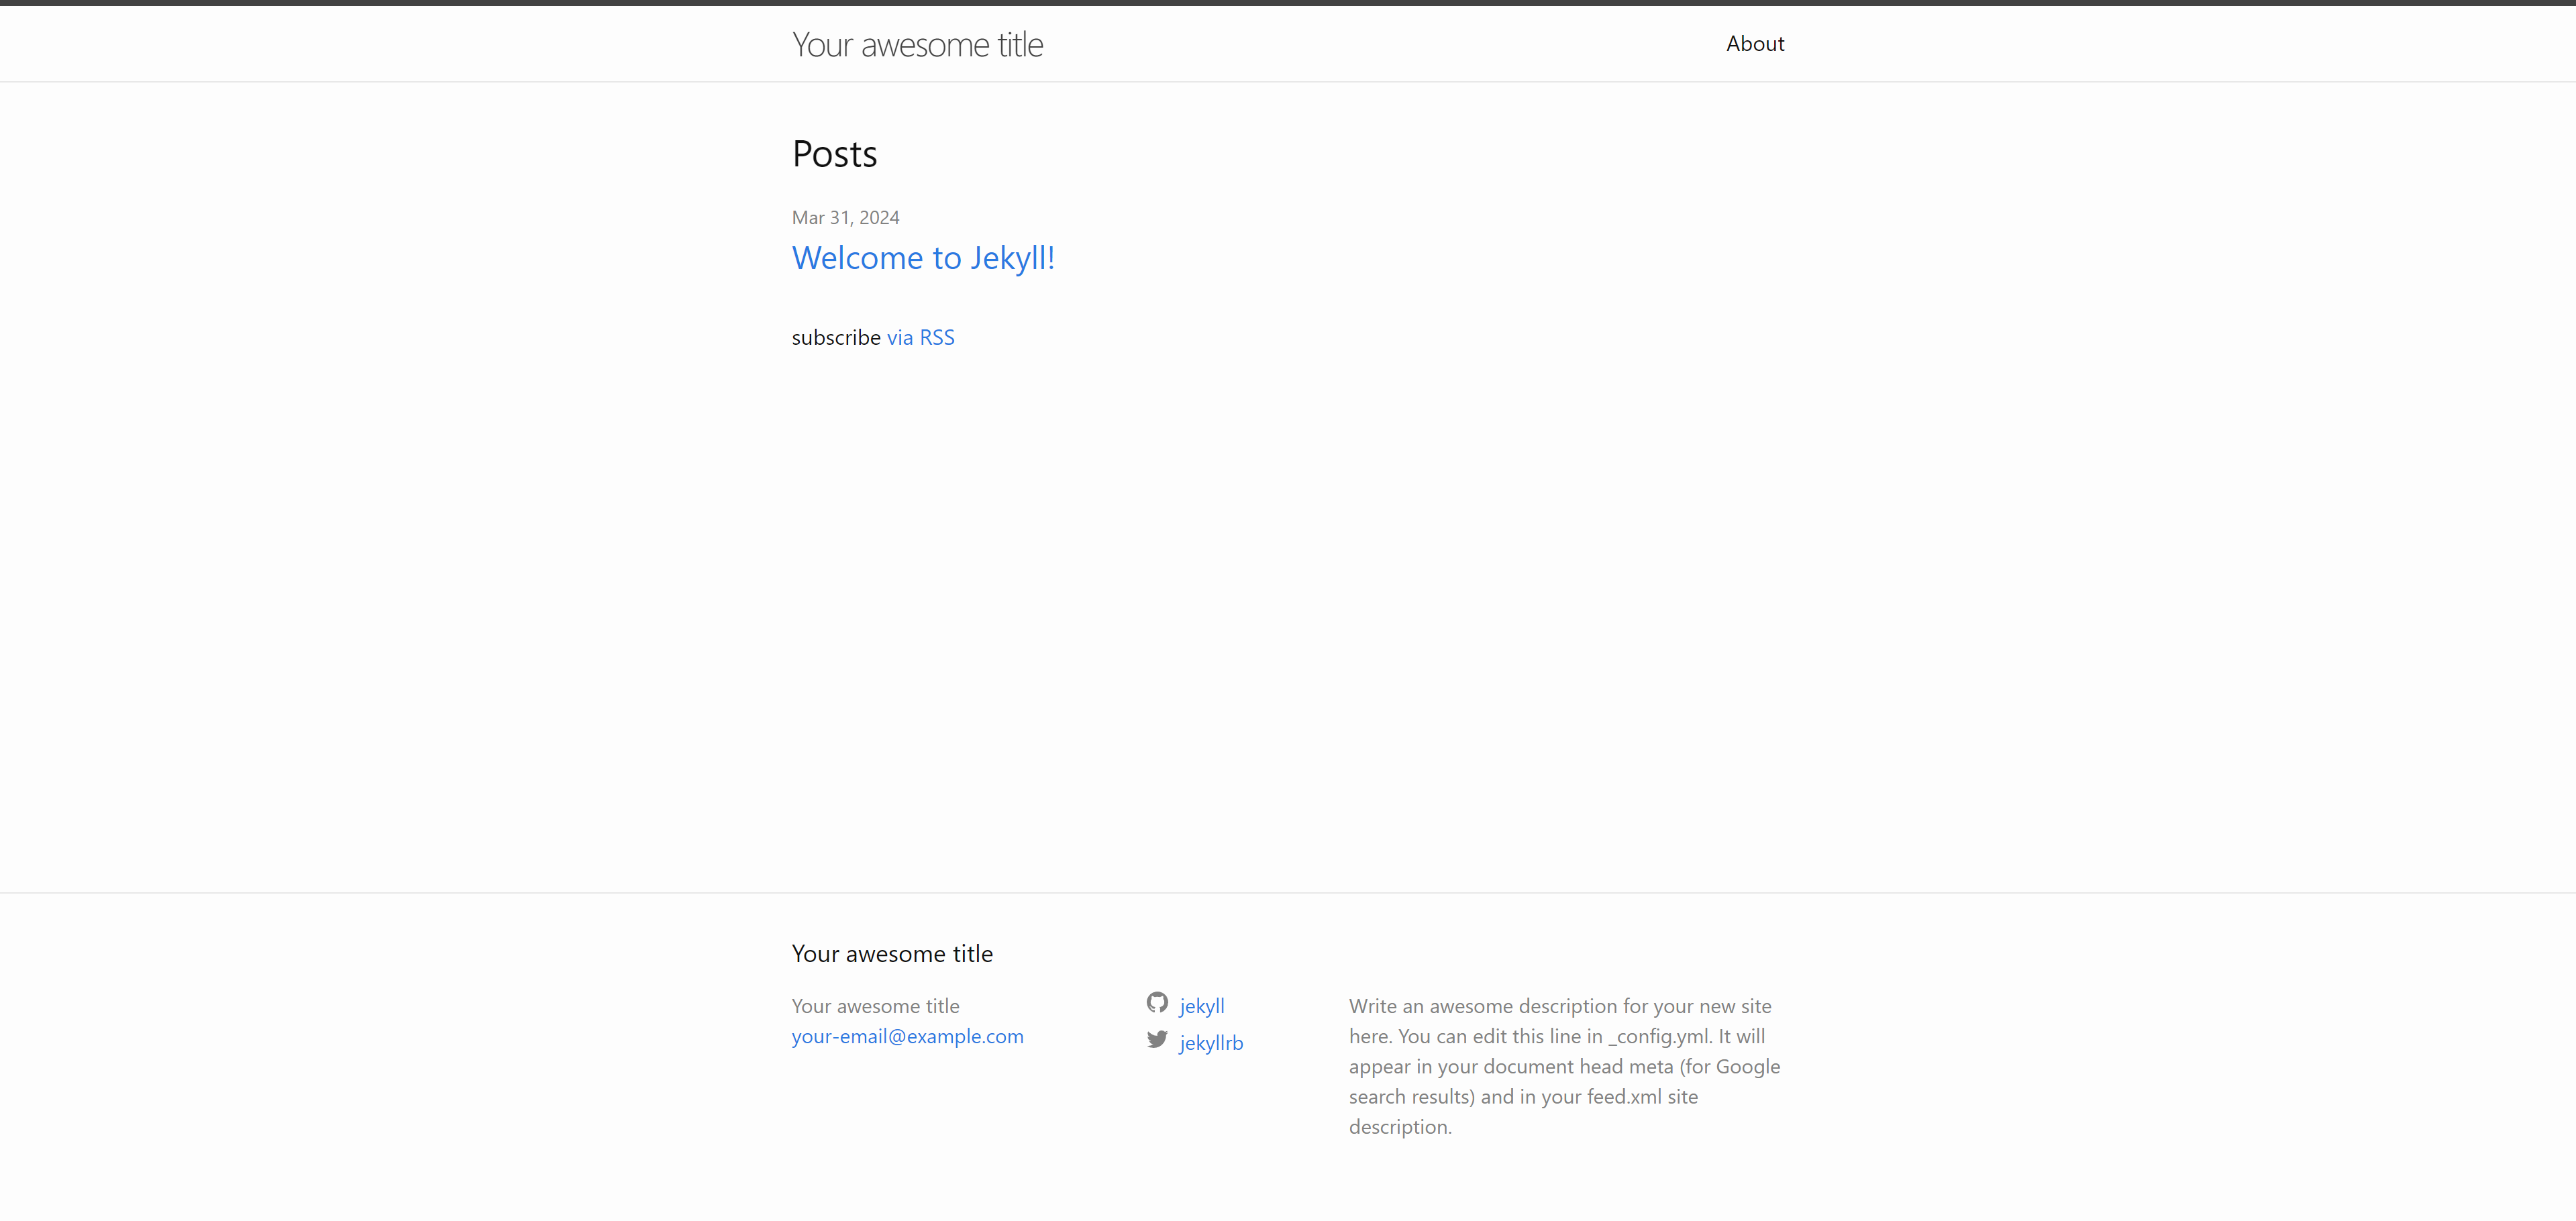 Your awesome title
About
Posts
Mar 31, 2024
Welcome to Jekyll!
subscribe via RSS
Your awesome title
Your awesome title
your-email@example.com
jekyll
jekyllrb
Write an awesome description for your new site
here. You can edit this line in _config.yml. It will
appear in your document head meta (for Google
search results) and in your feed.xml site
description.